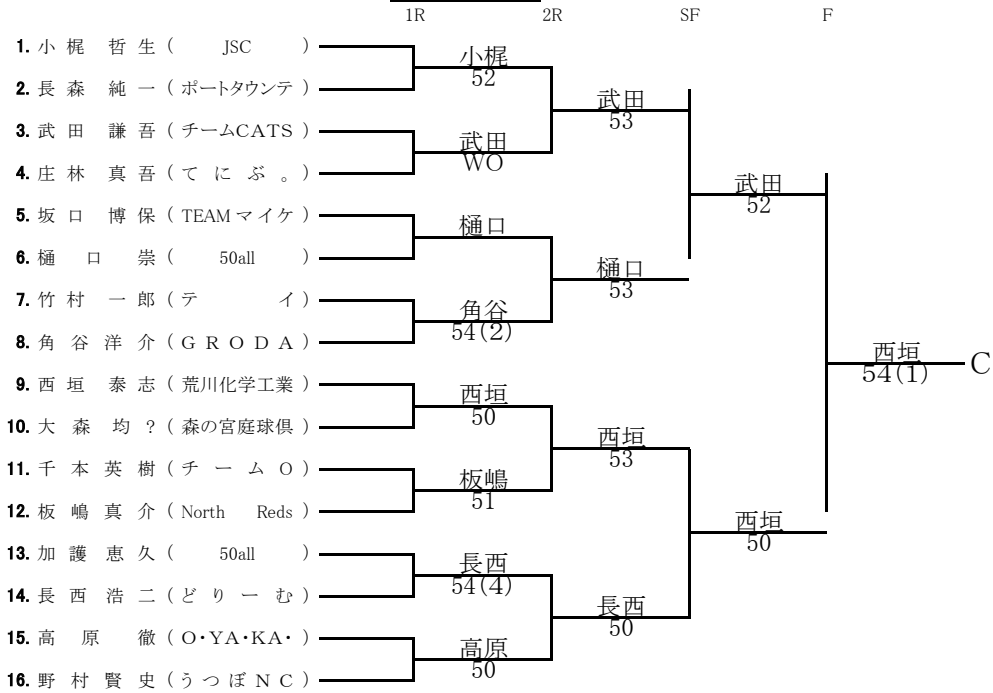 1R 2R SF F
1. 小梶 哲生 ( JSC )
小梶
52
2. 長森 純一 ( ポートタウンテ )
武田
53
3. 武田 謙吾 ( チームCATS )
武田
WO
4. 庄林 真吾 ( てにぶ。 )
武田
52
5. 坂口 博保 ( TEAMマイケ )
樋口
6. 樋口 崇 ( 50all )
樋口
53
7. 竹村 一郎 ( テイ )
角谷
54(2)
8. 角谷洋介 ( GRODA )
西垣
54(1)
C
9. 西垣 泰志 ( 荒川化学工業 )
西垣
50
10. 大森 均? ( 森の宮庭球倶 )
西垣
53
11. 千本英樹 ( チームO )
板嶋
51
12. 板嶋真介 ( North Reds )
西垣
50
13. 加護恵久 ( 50all )
長西
54(4)
14. 長西浩二 ( どりーむ )
長西
50
15. 高原 徹 ( O・YA・KA・ )
高原
50
16. 野村賢史 ( うつぼNC )